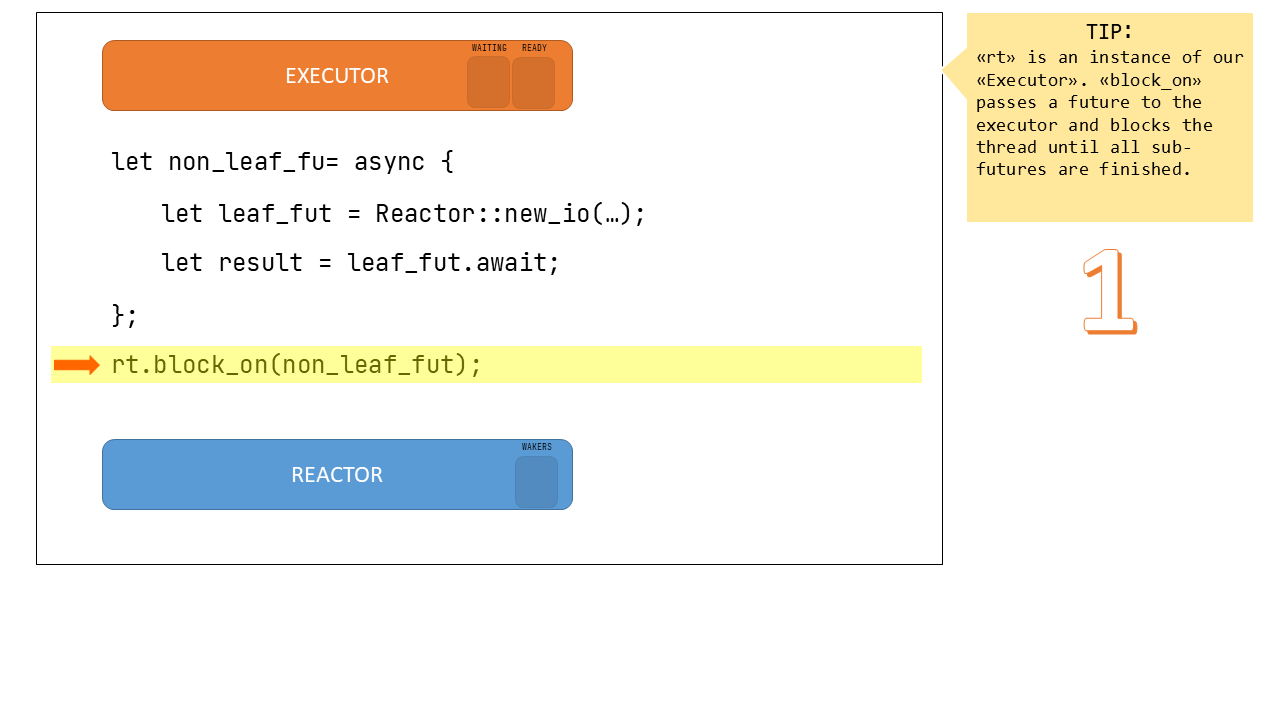 WAITING READY
EXECUTOR
let non_leaf_fu= async {
let leaf_fut = Reactor::new_io(…);
let result = leaf_fut.await;
};
rt.block_on(non_leaf_fut);
WAKERS
REACTOR
TIP:
«rt» is an instance of our
«Executor». «block_on»
passes a future to the
executor and blocks the
thread until all sub-
futures are finished.
1